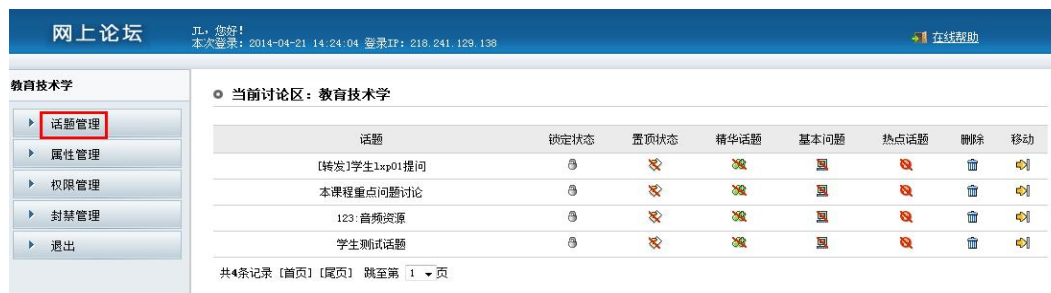 网上论坛
兀，您好！
本次登录：2014-04-21 14:24:04 登录IP：218.241.129.138
在线帮助
教育技术学
话题管理
属性管理
权限管理
封禁管理
退出
当前讨论区：教育技术学
话题 锁定状态 置顶状态 精华话题 基本问题 热点话题 删除 移动
[转发]学生lxp01提问
本课程重点问题讨论
123:音频资源
学生测试话题
共4条记录 [首页] [尾页] 跳至第 1 页